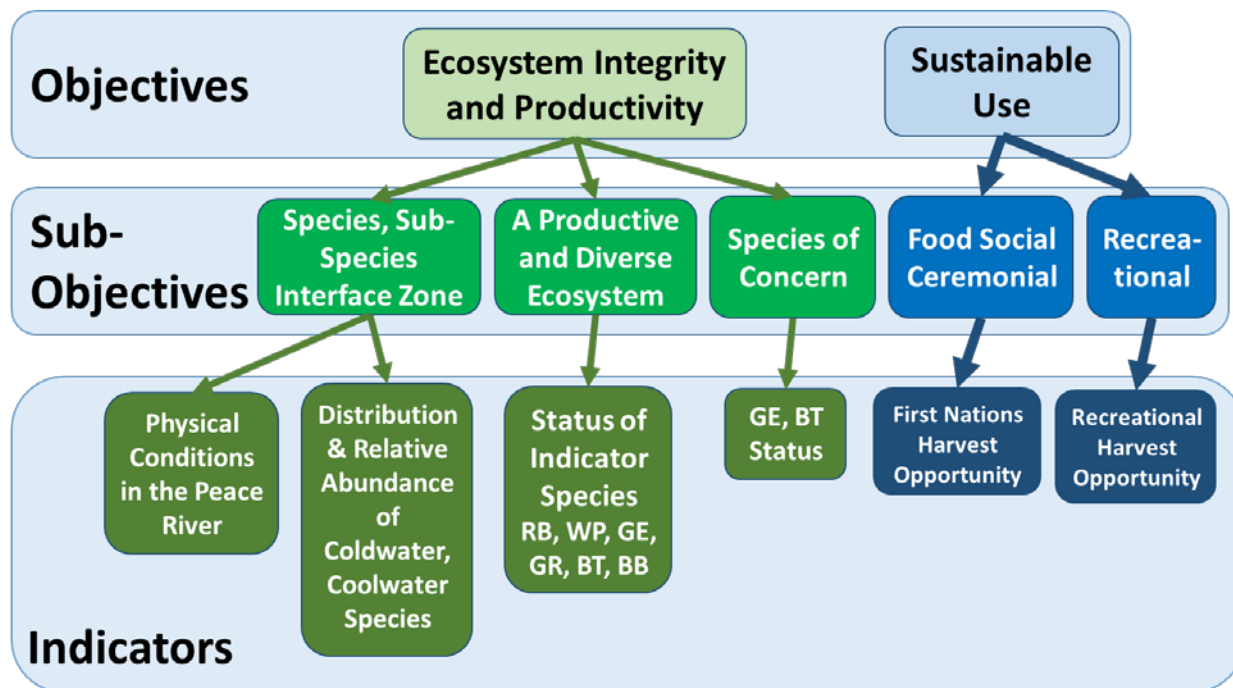 Objectives
Ecosystem Integrity
and Productivity
Sustainable
Use
Sub-
Objectives
Species, Sub-
Species
Interface Zone
A Productive
and Diverse
Ecosystem
Species of
Concern
Food Social
Ceremonial
Recrea-
tional
Indicators
Physical
Conditions
in the Peace
River
Distribution
& Relative
Abundance
of
Coldwater,
Coolwater
Species
Status of
Indicator
Species
RB, WP, GE,
GR, BT, BB
GE, BT
Status
First Nations
Harvest
Opportunity
Recreational
Harvest
Opportunity